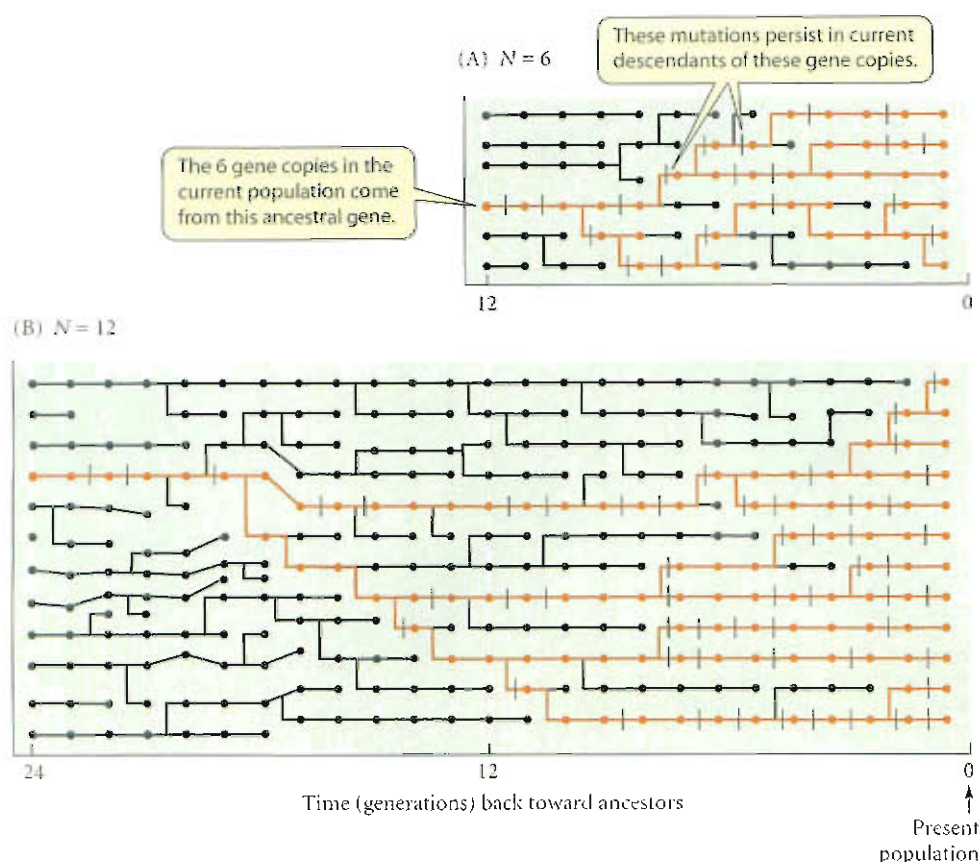 (A) N = 6
These mutations persist in current
descendants of these gene copies.
The 6 gene copies in the
current population come
from this ancestral gene.
12
0
(B) N = 12
24
12
0
Time (generations) back toward ancestors
Present
population